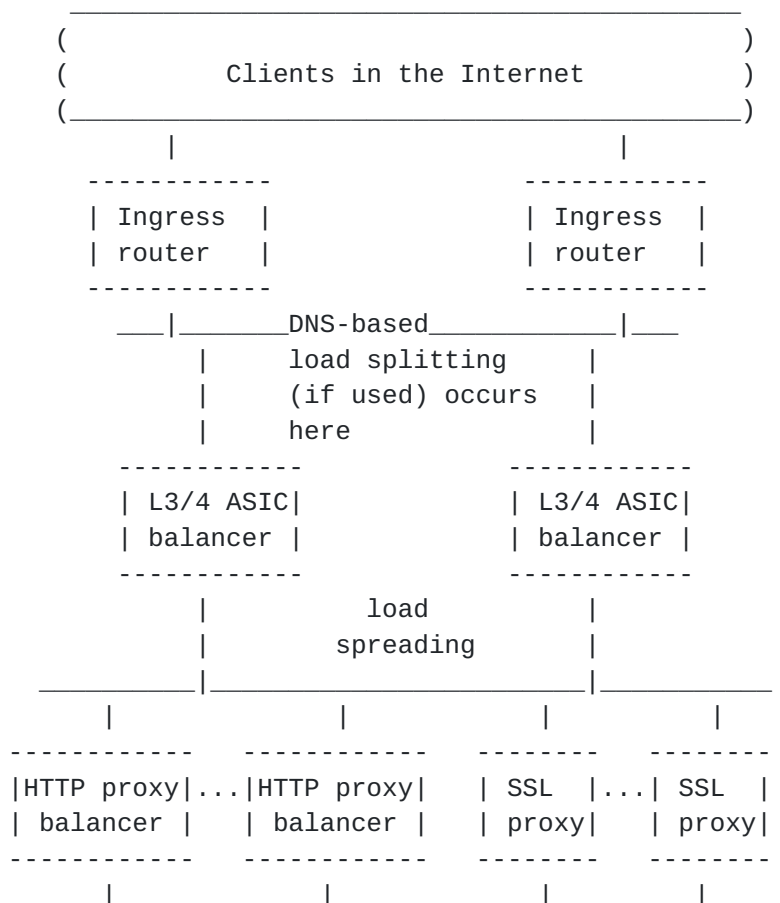 Clients in the Internet
Ingress Ingress
router router
DNS-based
load splitting
(if used) occurs
here
L3/4 ASIC L3/4 ASIC
balancer balancer
load
spreading
HTTP proxy ... HTTP proxy SSL ... SSL
balancer balancer proxy proxy